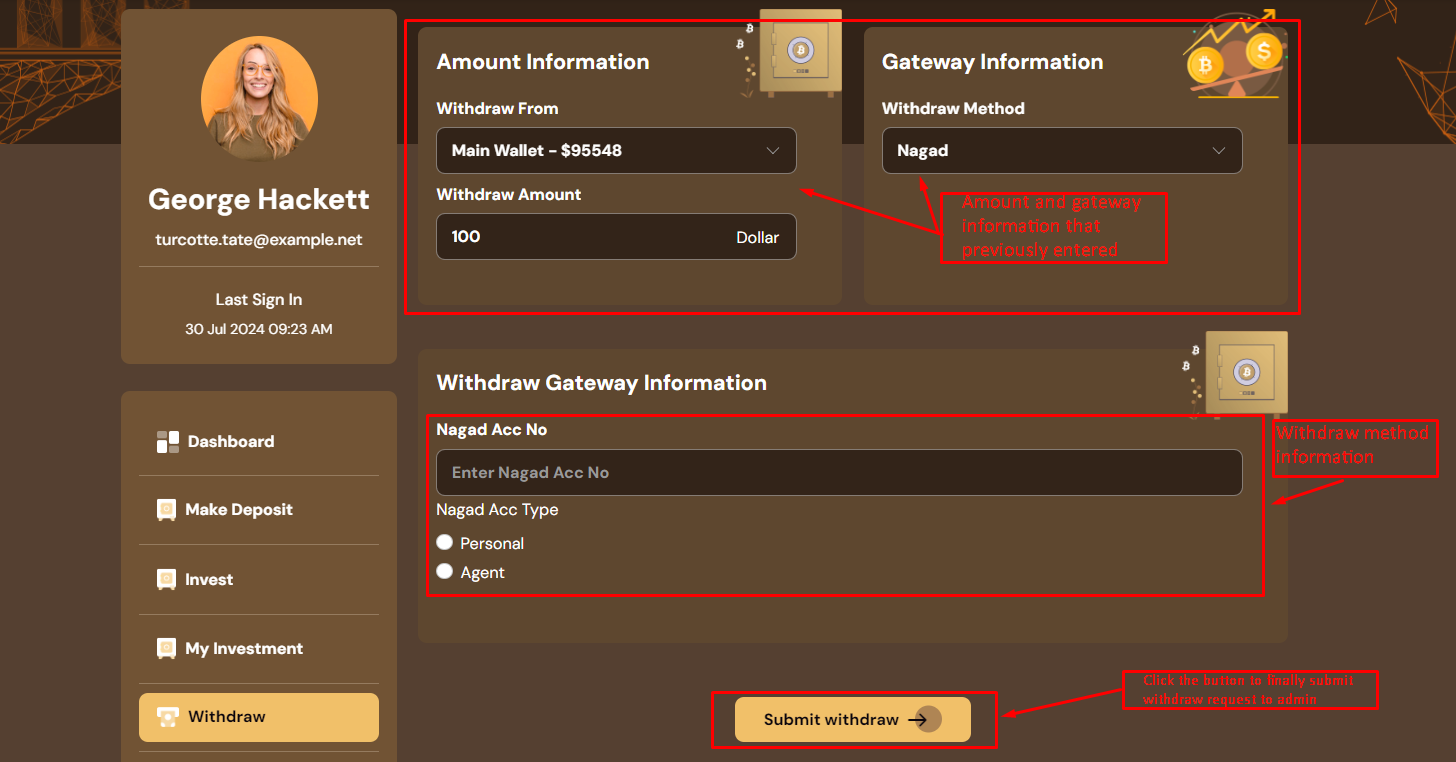 George Hackett
turcotte.tate@example.net
Last Sign In
30 Jul 2024 09:23 AM
Dashboard
Make Deposit
Invest
My Investment
Withdraw
Amount Information
Withdraw From
Main Wallet - $95548
Withdraw Amount
100 Dollar
Gateway Information
Withdraw Method
Nagad
Amount and gateway
information that
previously entered
Withdraw Gateway Information
Nagad Acc No
Enter Nagad Acc No
Nagad Acc Type
Personal
Agent
Withdraw method
information
Submit withdraw
Click the button to finally submit
withdraw request to admin